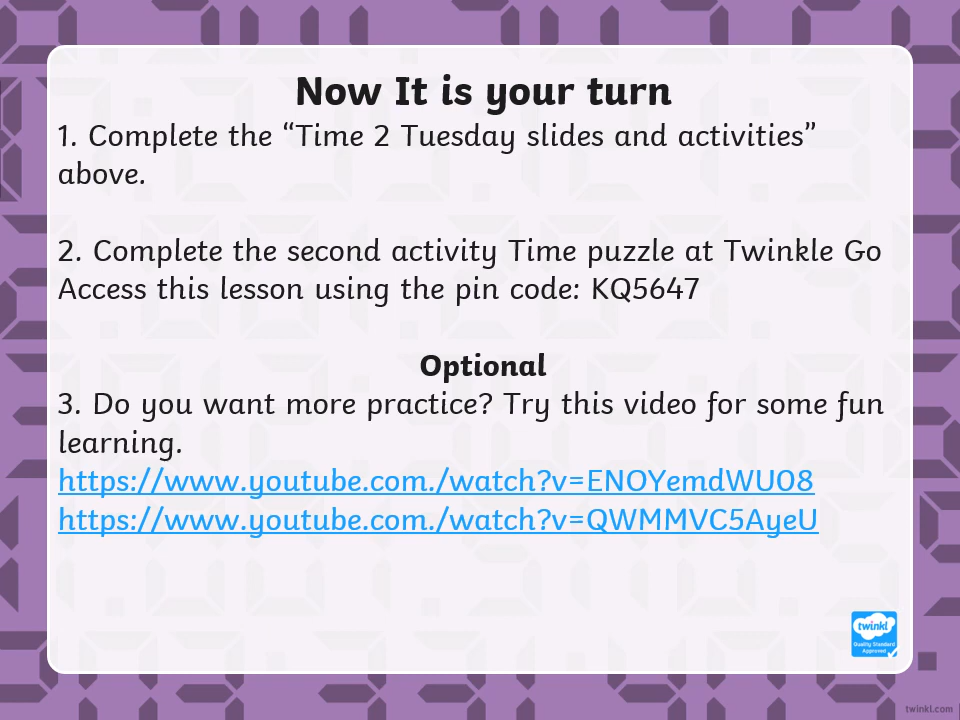 Now It is your turn
1. Complete the “Time 2 Tuesday slides and activities”
above.
2. Complete the second activity Time puzzle at Twinkle Go
Access this lesson using the pin code: KQ5647
Optional
3. Do you want more practice? Try this video for some fun
learning.
https://www.youtube.com./watch?v=ENOYemdWU08
https://www.youtube.com./watch?v=QWMMVC5AyeU
twinkl
Quality Standard
Approved
twinkl.com